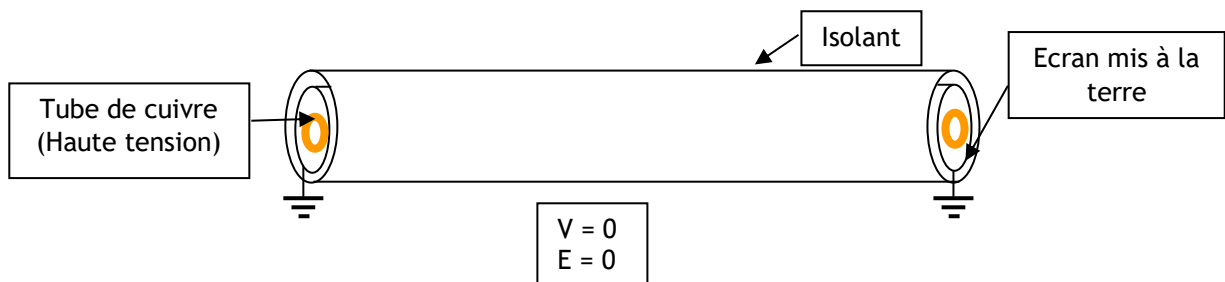 Isolant
Ecran mis à la
terre
Tube de cuivre
(Haute tension)
V = 0
E = 0